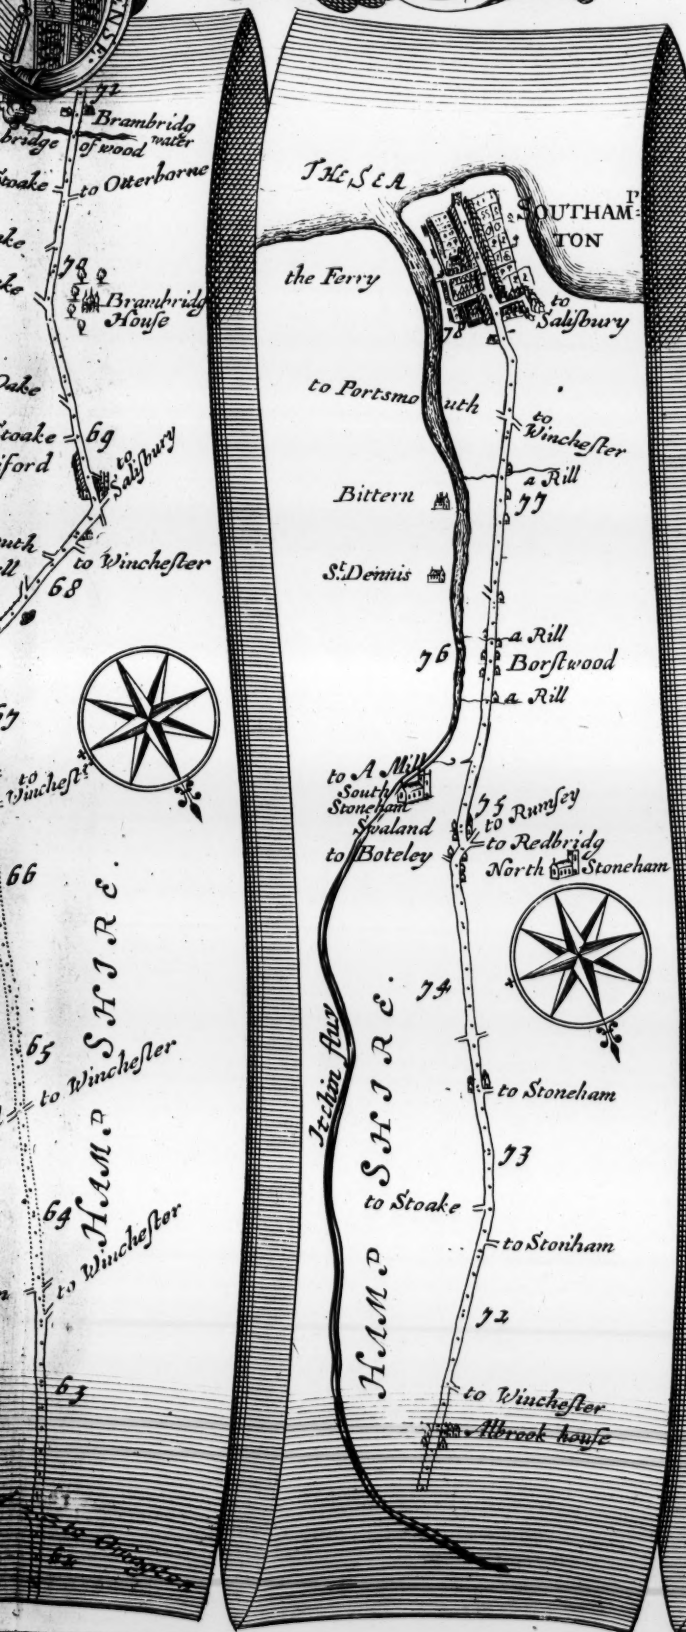 ENSE.
72
Brambridg
water
bridge of wood
Stoake
to Otterborne
70
Brambridg
House
Stoake
69
to
Salisbury
to Winchester
68
67
to
Winchest
66
65
to Winchester
HAMP SHIRE.
64
to Winchester
63
THE SEA
SOUTHAMP:
TON
the Ferry
to
Salisbury
78
to Portsmouth
to
Winchester
a Rill
Bittern
77
St. Dennis
a Rill
76
Borstwood
a Rill
to A Mill
South
Stoneham
75
to Rumsey
Swaland
to Redbridg
to Boteley
North Stoneham
74
Itchin fluv
HAMP SHIRE.
to Stoneham
73
to Stoake
to Stonham
72
to Winchester
Albrook house